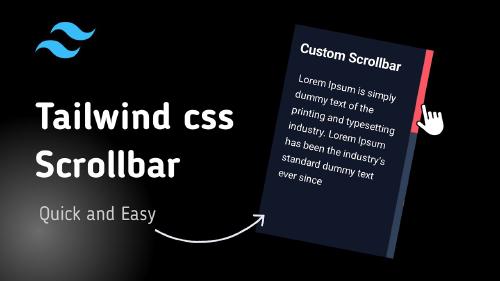 Tailwind css
Scrollbar
Quick and Easy
Custom Scrollbar
Lorem Ipsum is simply
dummy text of the
printing and typesetting
industry. Lorem Ipsum
has been the industry's
standard dummy text
ever since